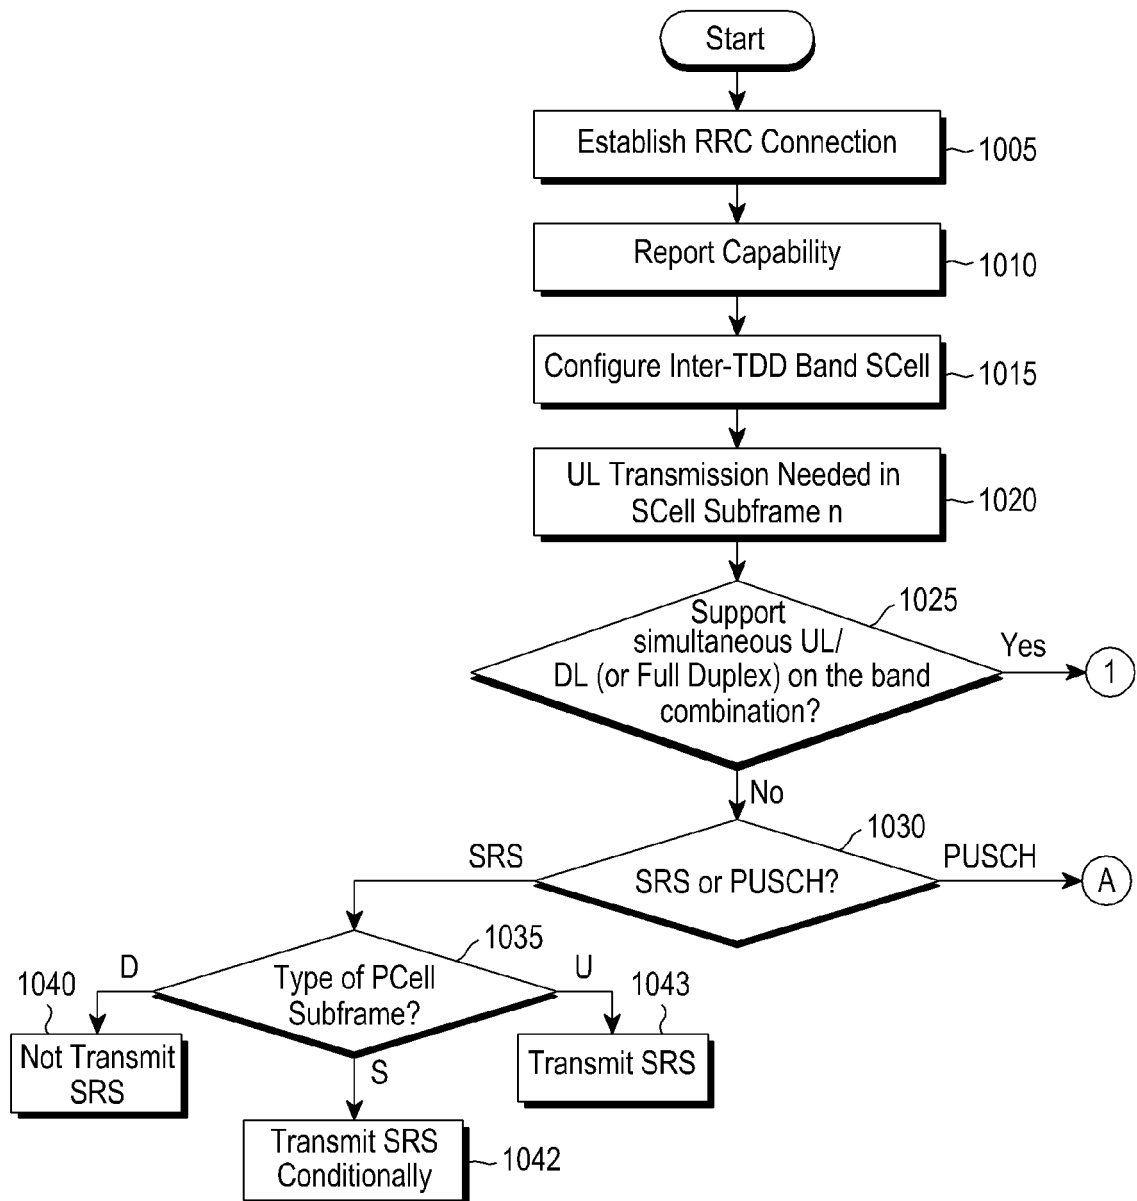 Start
Establish RRC Connection
1005
Report Capability
1010
Configure Inter-TDD Band SCell
1015
UL Transmission Needed in
SCell Subframe n
1020
1025
Support
simultaneous UL/
DL (or Full Duplex) on the band
combination?
Yes
1
No
1030
SRS
SRS or PUSCH?
PUSCH
A
1035
D
Type of PCell
Subframe?
U
1040
Not Transmit
SRS
S
1043
Transmit SRS
Transmit SRS
Conditionally
1042